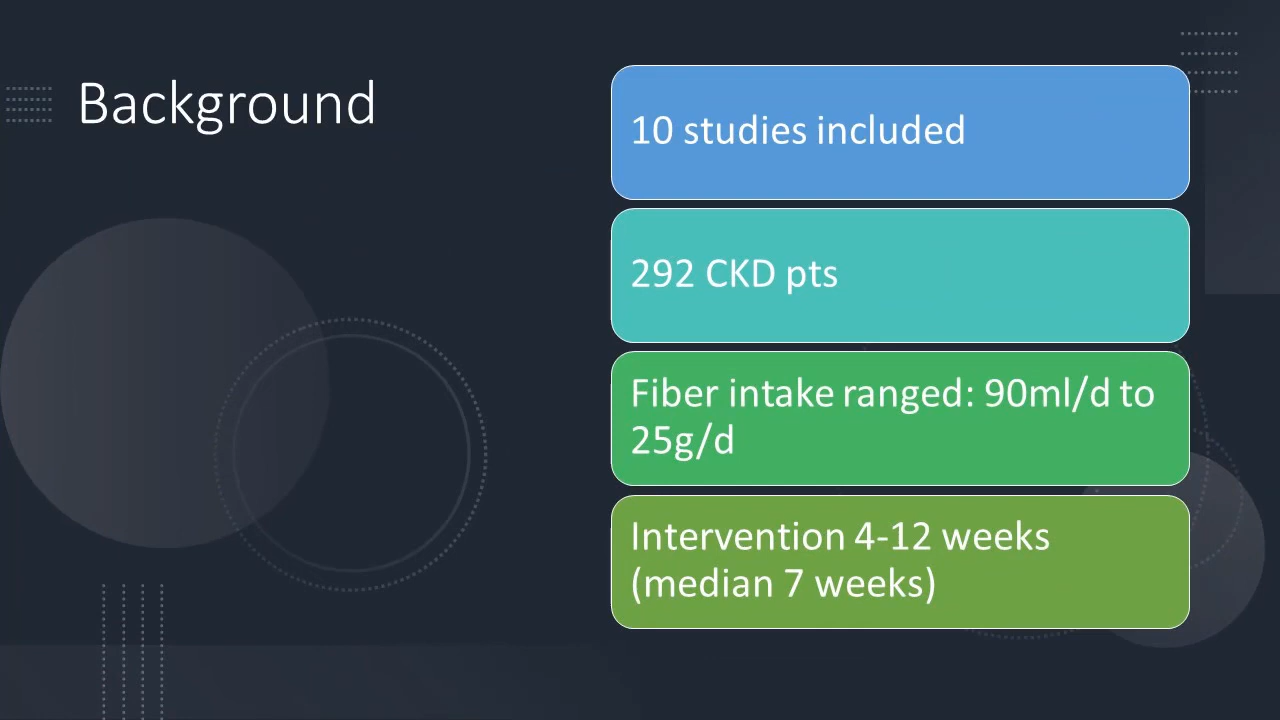 Background
10 studies included
292 CKD pts
Fiber intake ranged: 90ml/d to
25g/d
Intervention 4-12 weeks
(median 7 weeks)